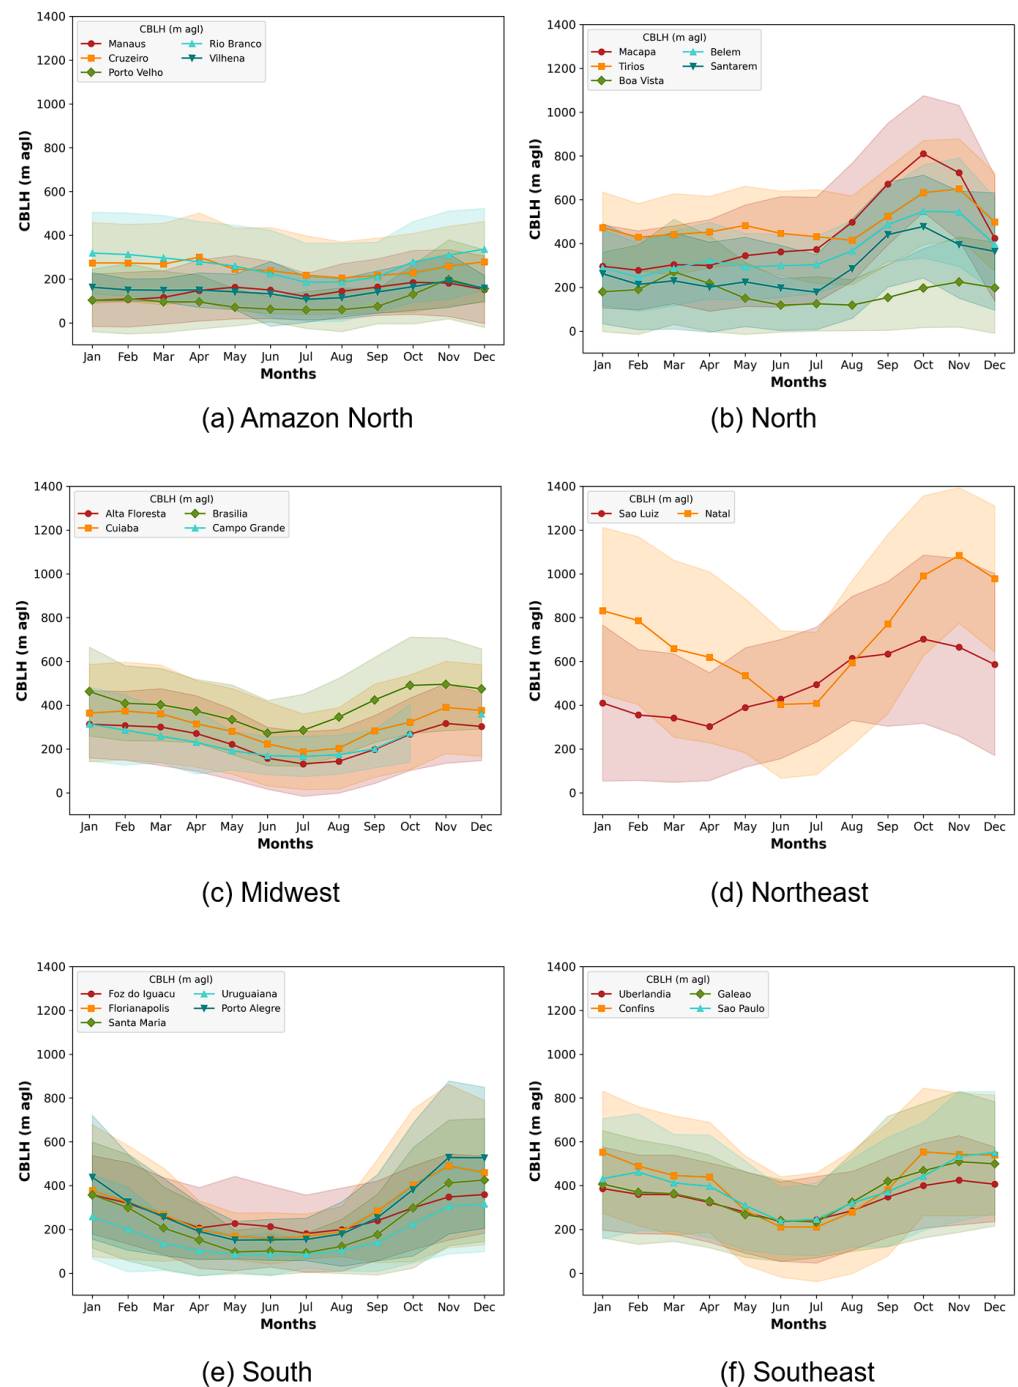 CBLH (m agl)
Manaus Rio Branco
Cruzeiro Vilhena
Porto Velho
1400
1200
1000
800
600
400
200
0
CBLH (m agl)
Jan Feb Mar Apr May Jun Jul Aug Sep Oct Nov Dec
Months
(a) Amazon North
CBLH (m agl)
Macapa Belem
Tirios Santarem
Boa Vista
1400
1200
1000
800
600
400
200
0
CBLH (m agl)
Jan Feb Mar Apr May Jun Jul Aug Sep Oct Nov Dec
Months
(b) North
CBLH (m agl)
Alta Floresta Brasilia
Cuiaba Campo Grande
1400
1200
1000
800
600
400
200
0
CBLH (m agl)
Jan Feb Mar Apr May Jun Jul Aug Sep Oct Nov Dec
Months
(c) Midwest
CBLH (m agl)
Sao Luiz Natal
1400
1200
1000
800
600
400
200
0
CBLH (m agl)
Jan Feb Mar Apr May Jun Jul Aug Sep Oct Nov Dec
Months
(d) Northeast
CBLH (m agl)
Foz do Iguacu Uruguaiana
Florianapolis Porto Alegre
Santa Maria
1400
1200
1000
800
600
400
200
0
CBLH (m agl)
Jan Feb Mar Apr May Jun Jul Aug Sep Oct Nov Dec
Months
(e) South
CBLH (m agl)
Uberlandia Galeao
Confins Sao Paulo
1400
1200
1000
800
600
400
200
0
CBLH (m agl)
Jan Feb Mar Apr May Jun Jul Aug Sep Oct Nov Dec
Months
(f) Southeast